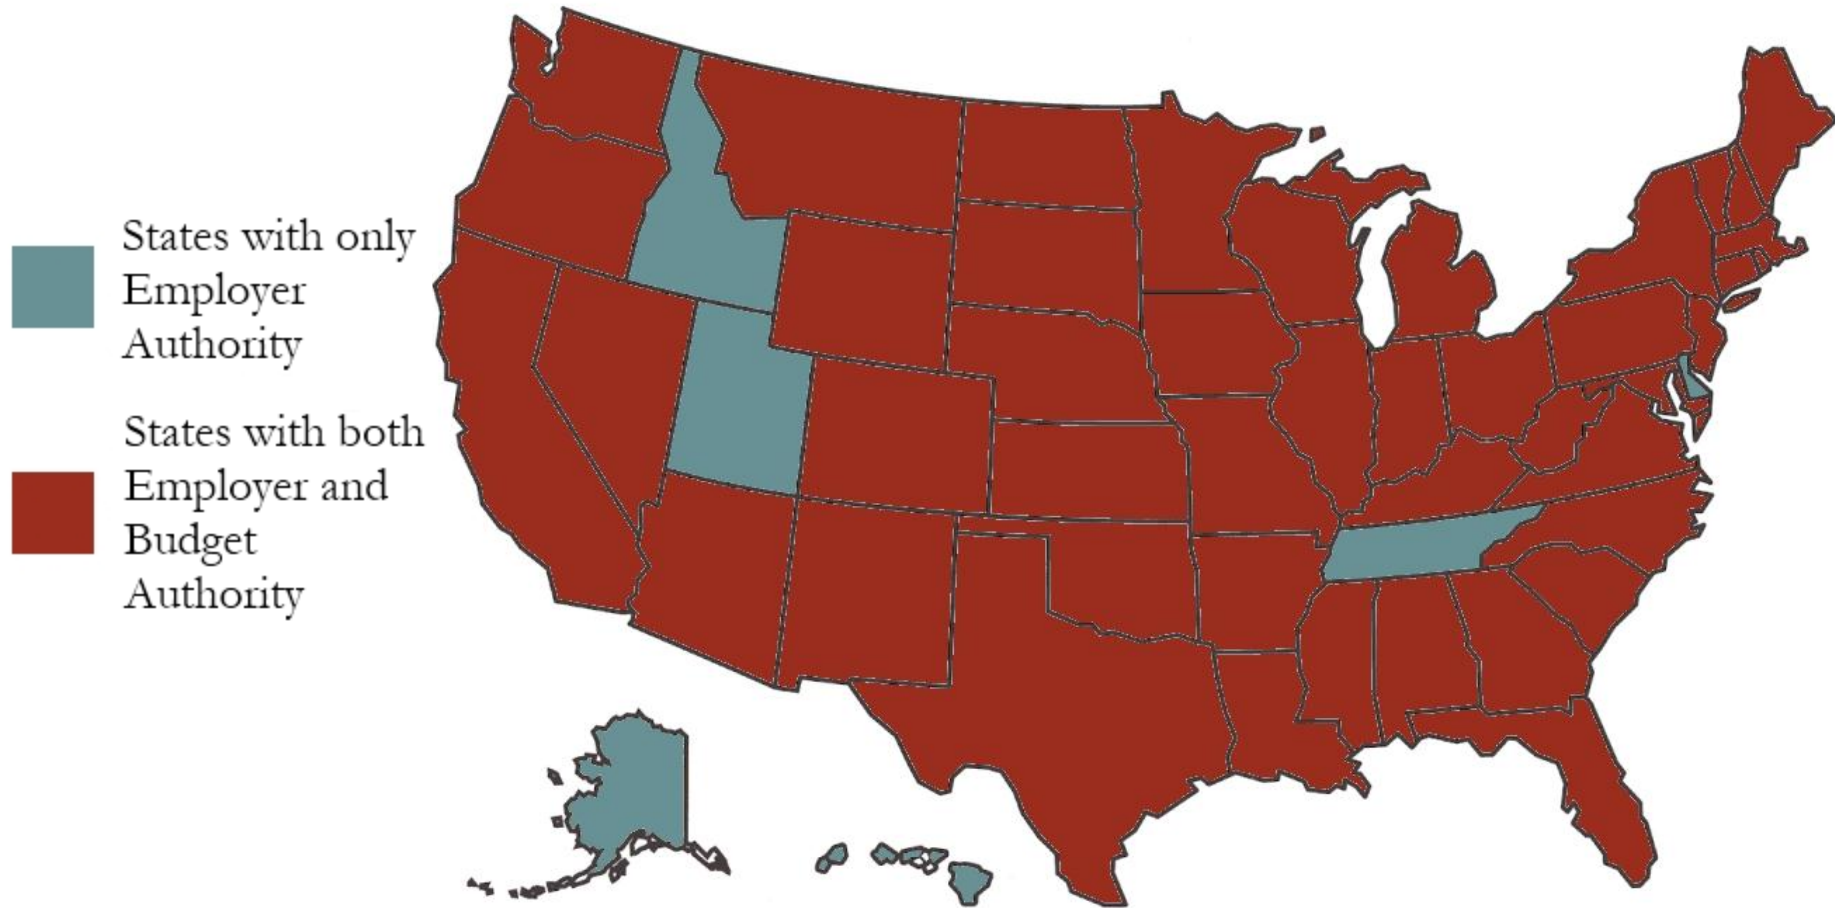 States with only
Employer
Authority
States with both
Employer and
Budget
Authority